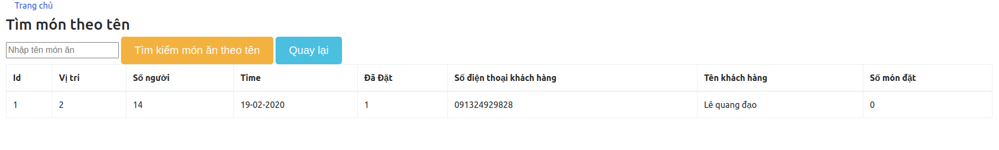 Trang chủ
Tìm món theo tên
Nhập tên món ăn Tìm kiếm món ăn theo tên Quay lại
Id Vị trí Số người Time Đã Đặt Số điện thoại khách hàng Tên khách hàng Số món đặt
1 2 14 19-02-2020 1 091324929828 Lê quang đạo 0